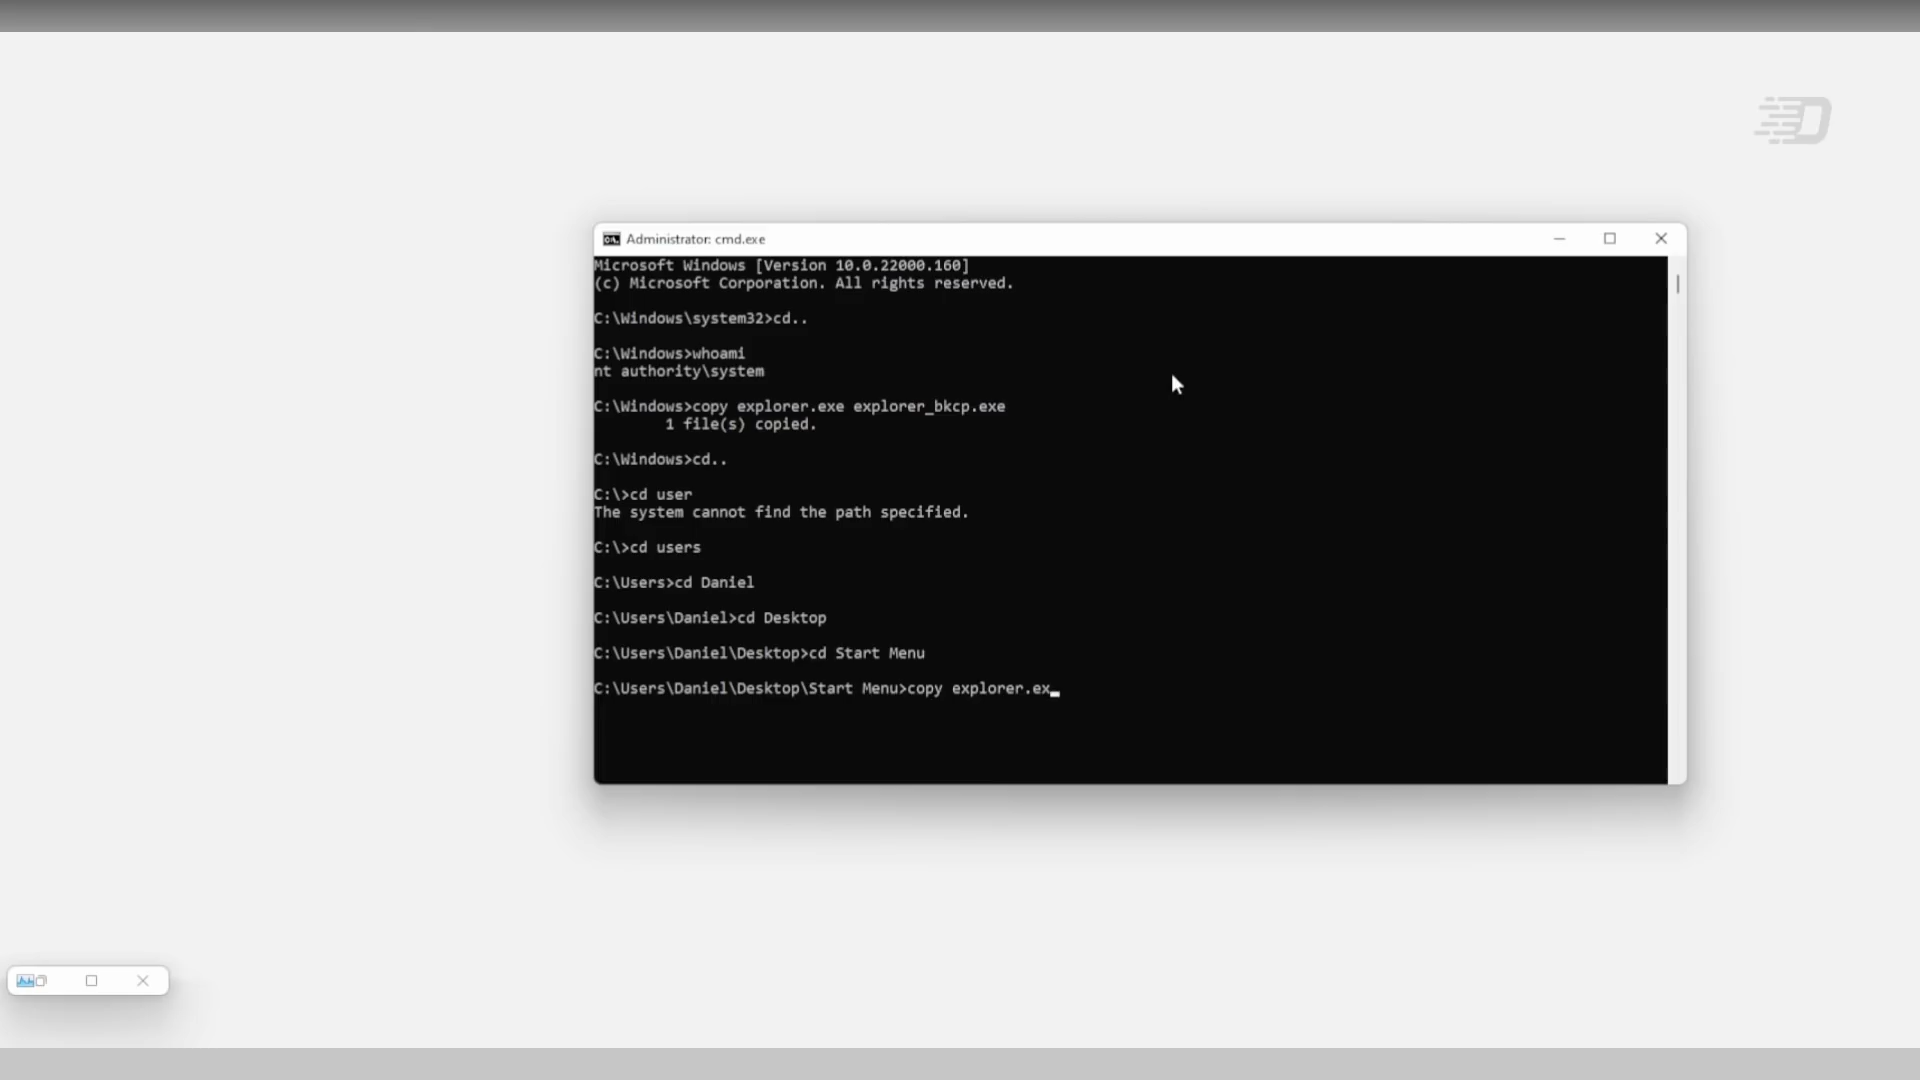 Administrator: cmd.exe
Microsoft Windows [Version 10.0.22000.160]
(c) Microsoft Corporation. All rights reserved.
C:\Windows\system32>cd..
C:\Windows>whoami
nt authority\system
C:\Windows>copy explorer.exe explorer_bkcp.exe
1 file(s) copied.
C:\Windows>cd..
C:\>cd user
The system cannot find the path specified.
C:\>cd users
C:\Users>cd Daniel
C:\Users\Daniel>cd Desktop
C:\Users\Daniel\Desktop>cd Start Menu
C:\Users\Daniel\Desktop\Start Menu>copy explorer.ex